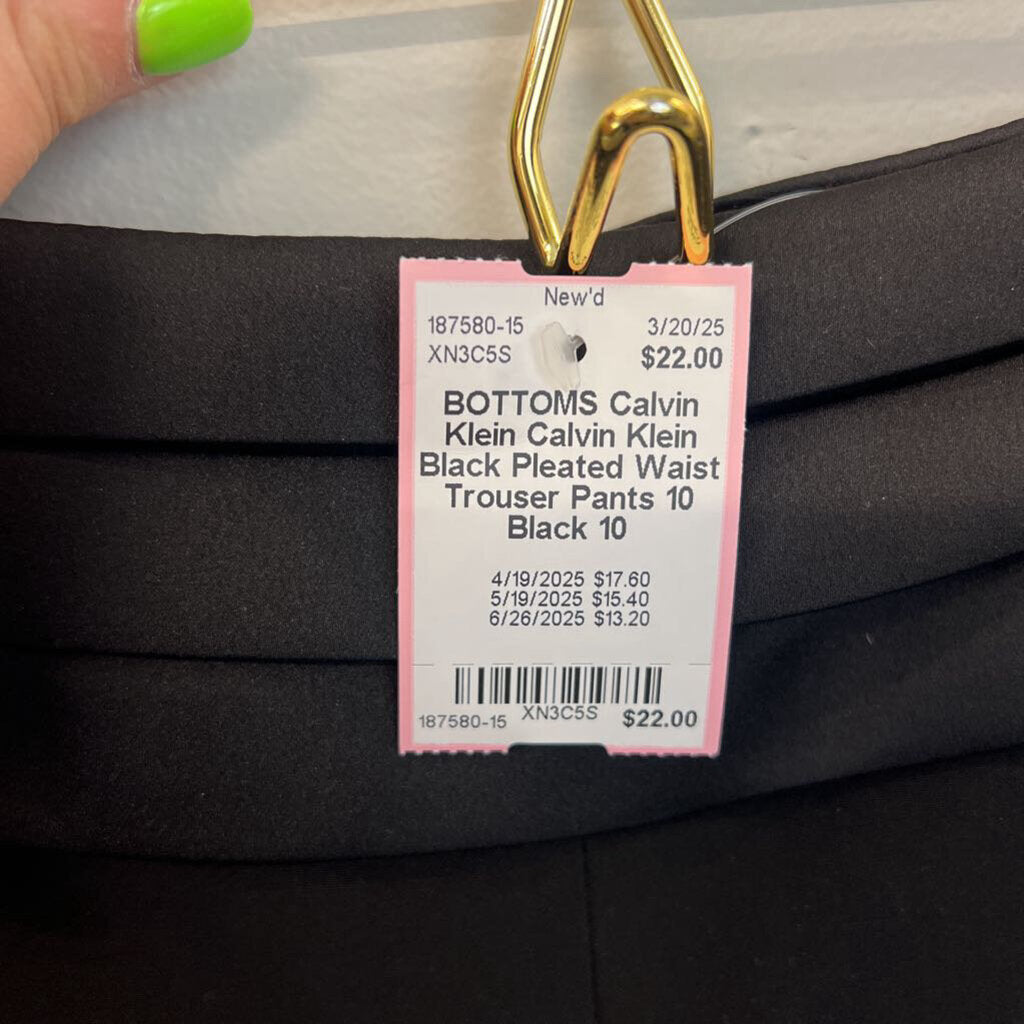 New'd
187580-15 3/20/25
XN3C5S $22.00
BOTTOMS Calvin
Klein Calvin Klein
Black Pleated Waist
Trouser Pants 10
Black 10
4/19/2025 $17.60
5/19/2025 $15.40
6/26/2025 $13.20
187580-15 XN3C5S $22.00